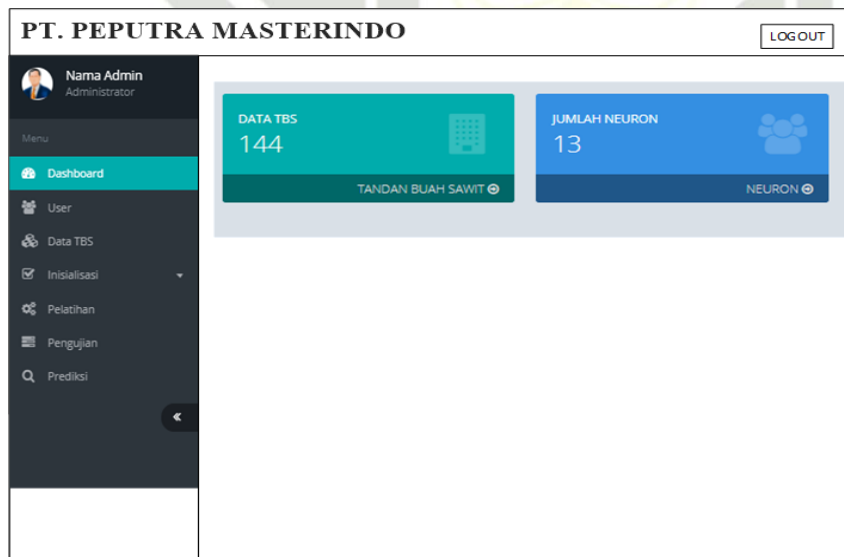 PT. PEPUTRA MASTERINDO
LOGOUT
Nama Admin
Administrator
Menu
Dashboard
User
Data TBS
Inisialisasi
Pelatihan
Pengujian
Prediksi
DATA TBS
144
TANDAN BUAH SAWIT
JUMLAH NEURON
13
NEURON